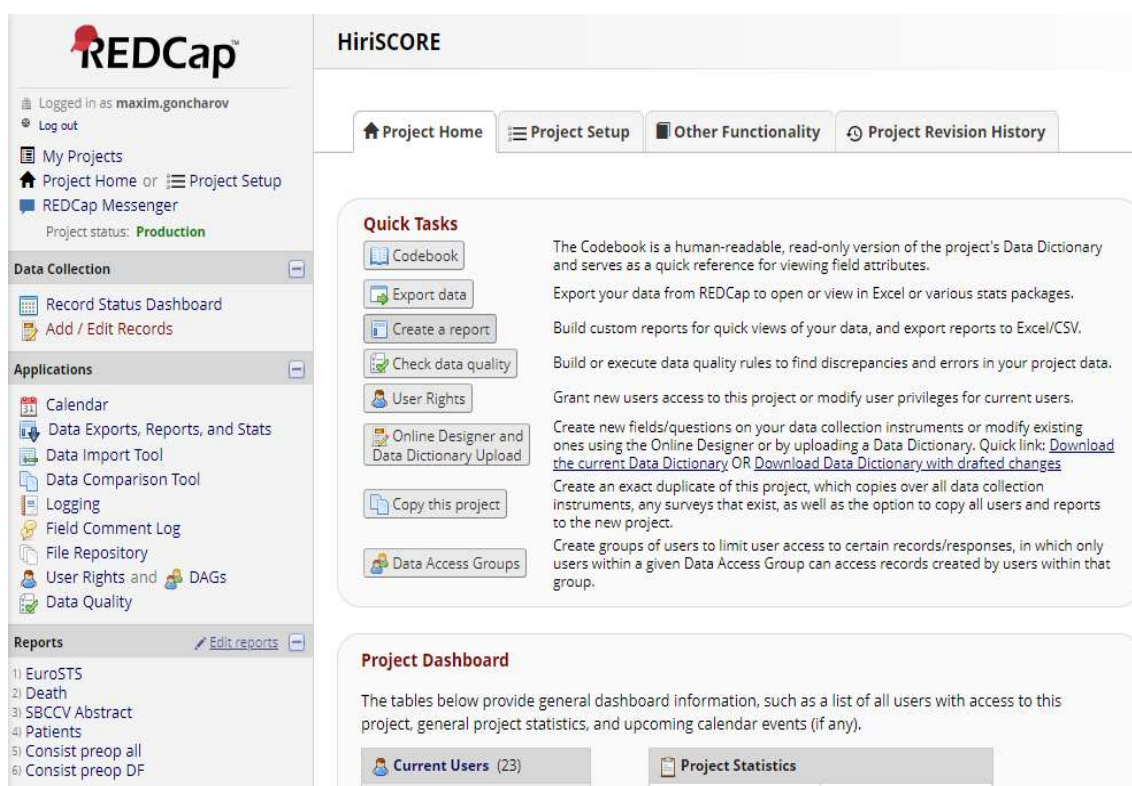 REDCap™
Logged in as maxim.goncharov
Log out
My Projects
Project Home or Project Setup
REDCap Messenger
Project status: Production
Data Collection
Record Status Dashboard
Add / Edit Records
Applications
31
Calendar
Data Exports, Reports, and Stats
Data Import Tool
Data Comparison Tool
Logging
Field Comment Log
File Repository
User Rights and DAGs
Data Quality
Reports
Edit reports
1) EuroSTS
2) Death
3) SBCCV Abstract
4) Patients
5) Consist preop all
6) Consist preop DF
HiriSCORE
Project Home
Project Setup
Other Functionality
Project Revision History
Quick Tasks
Codebook
The Codebook is a human-readable, read-only version of the project's Data Dictionary
and serves as a quick reference for viewing field attributes.
Export data
Export your data from REDCap to open or view in Excel or various stats packages.
Create a report
Build custom reports for quick views of your data, and export reports to Excel/CSV.
Check data quality
Build or execute data quality rules to find discrepancies and errors in your project data.
User Rights
Grant new users access to this project or modify user privileges for current users.
Online Designer and
Data Dictionary Upload
Create new fields/questions on your data collection instruments or modify existing
ones using the Online Designer or by uploading a Data Dictionary. Quick link: Download
the current Data Dictionary OR Download Data Dictionary with drafted changes
Copy this project
Create an exact duplicate of this project, which copies over all data collection
instruments, any surveys that exist, as well as the option to copy all users and reports
to the new project.
Data Access Groups
Create groups of users to limit user access to certain records/responses, in which only
users within a given Data Access Group can access records created by users within that
group.
Project Dashboard
The tables below provide general dashboard information, such as a list of all users with access to this
project, general project statistics, and upcoming calendar events (if any).
Current Users (23)
Project Statistics